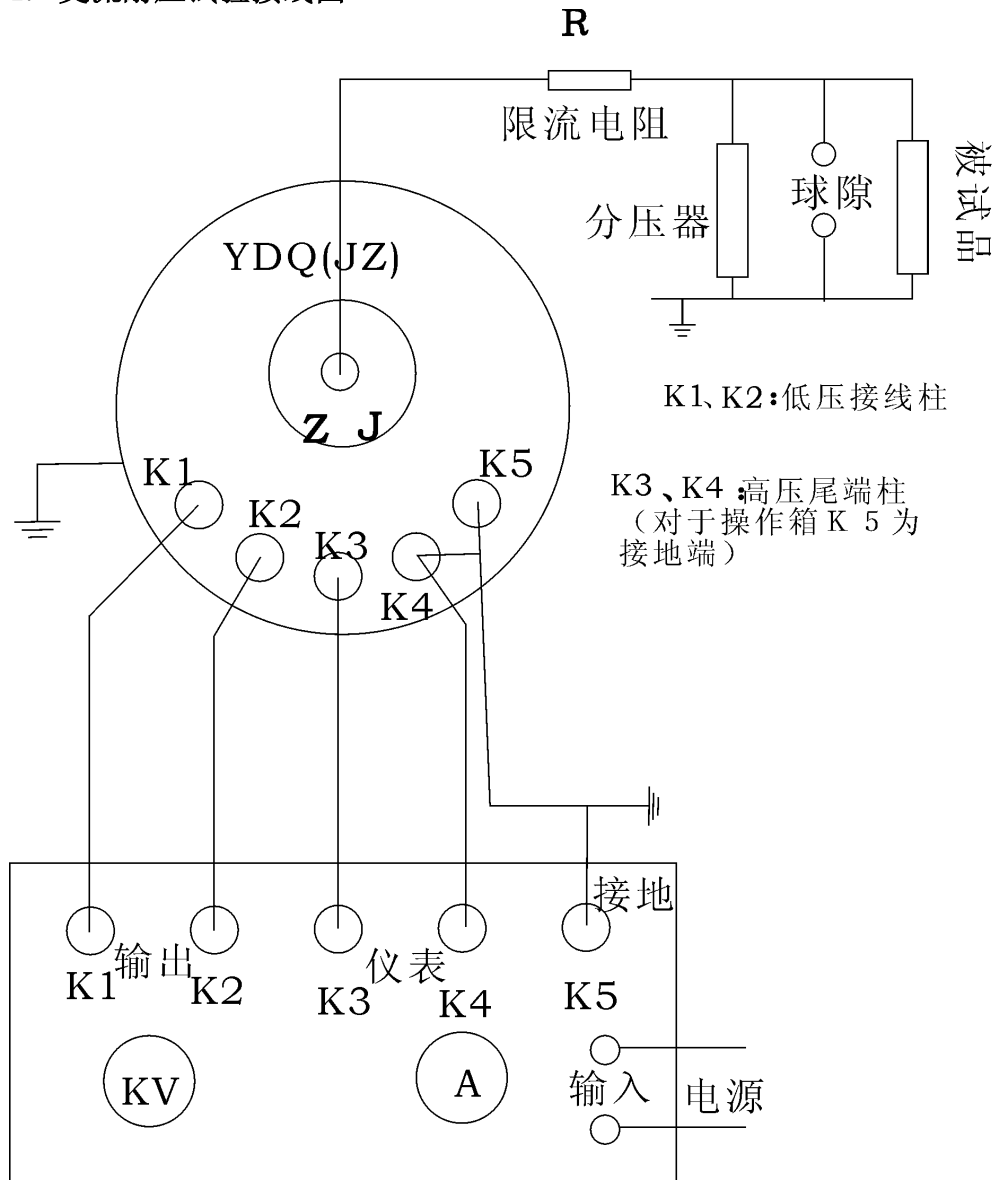 R
限流电阻
分压器
球隙
被试品
YDQ(JZ)
Z J
K1、K2:低压接线柱
K1
K2
K3
K4
K5
K3、K4:高压尾端柱
（对于操作箱K 5为
接地端）
接地
输出
仪表
K1
K2
K3
K4
K5
KV
A
输入
电源